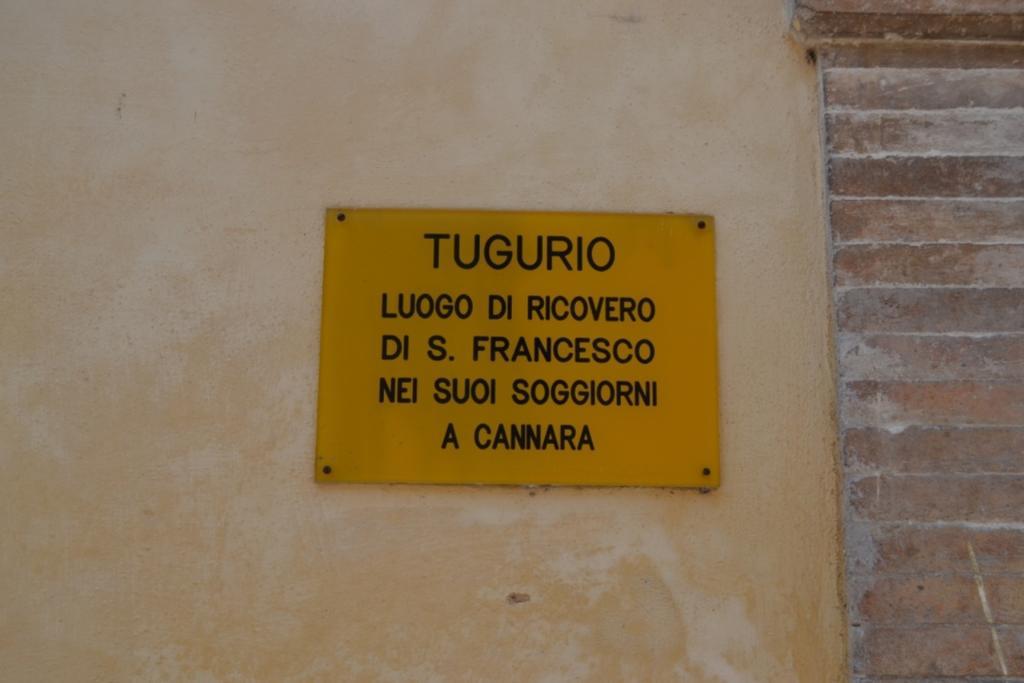 TUGURIO
LUOGO DI RICOVERO
DI S. FRANCESCO
NEI SUOI SOGGIORNI
A CANNARA